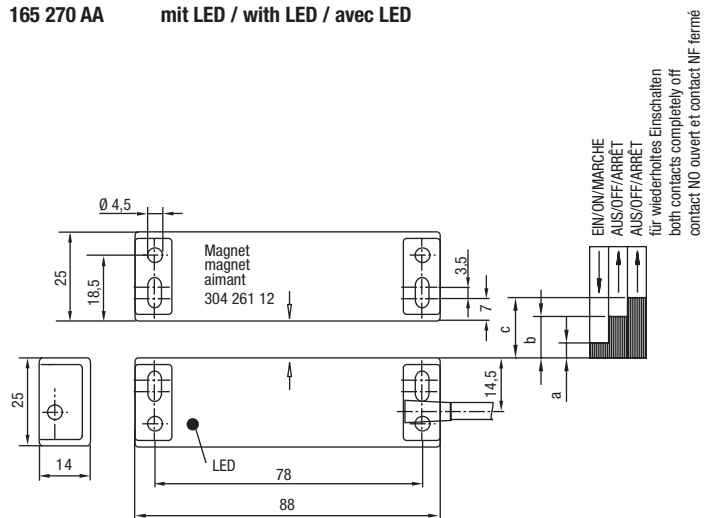 165 270 AA mit LED / with LED / avec LED
EIN/ON/MARCHE
AUS/OFF/ARRÊT
AUS/OFF/ARRÊT
für wiederholtes Einschalten
both contacts completely off
contact NO ouvert et contact NF fermé
Ø 4,5
25
18,5
Magnet
magnet
aimant
304 261 12
3,5
7
c
b
a
25
14
14,5
LED
78
88